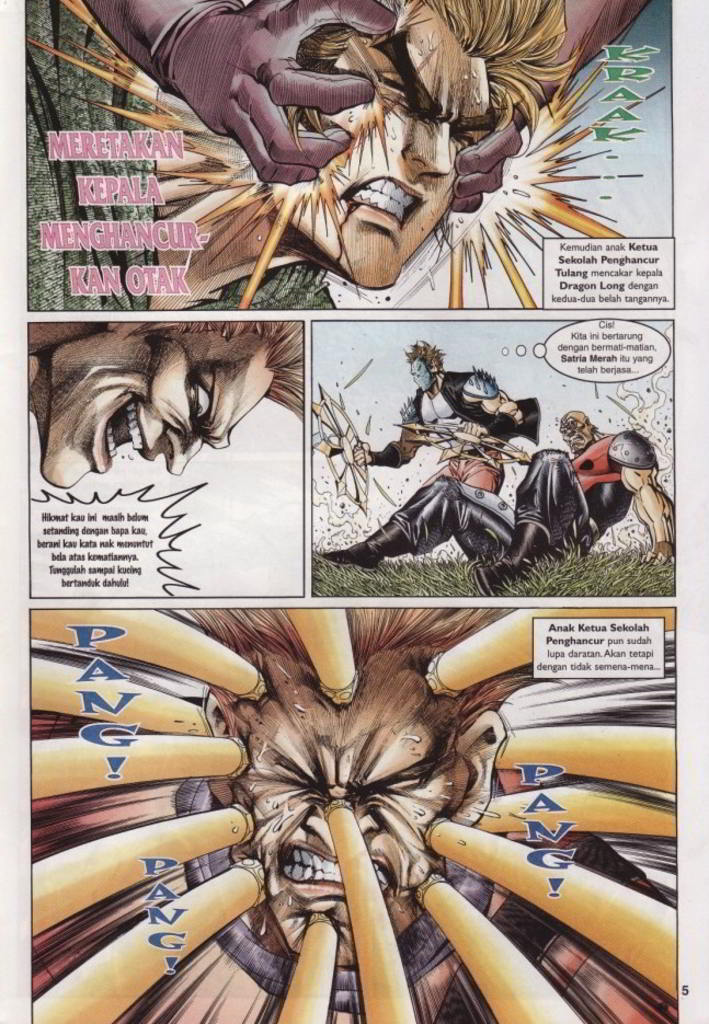 MERETAKAN
KEPALA
MENGHANCUR-
KAN OTAK
KRAAK....
Kemudian anak Ketua
Sekolah Penghancur
Tulang mencakar kepala
Dragon Long dengan
kedua-dua belah tangannya.
Hikmat kau ini masih belum
setanding dengan bapa kau,
berani kau kata nak menuntut
bela atas kematiannya.
Tunggulah sampai kucing
bertanduk dahulu!
Cis!
Kita ini bertarung
dengan bermati-matian,
Satria Merah itu yang
telah berjasa...
PANG!
Anak Ketua Sekolah
Penghancur pun sudah
lupa daratan. Akan tetapi
dengan tidak semena-mena...
PANG!
PANG!
5